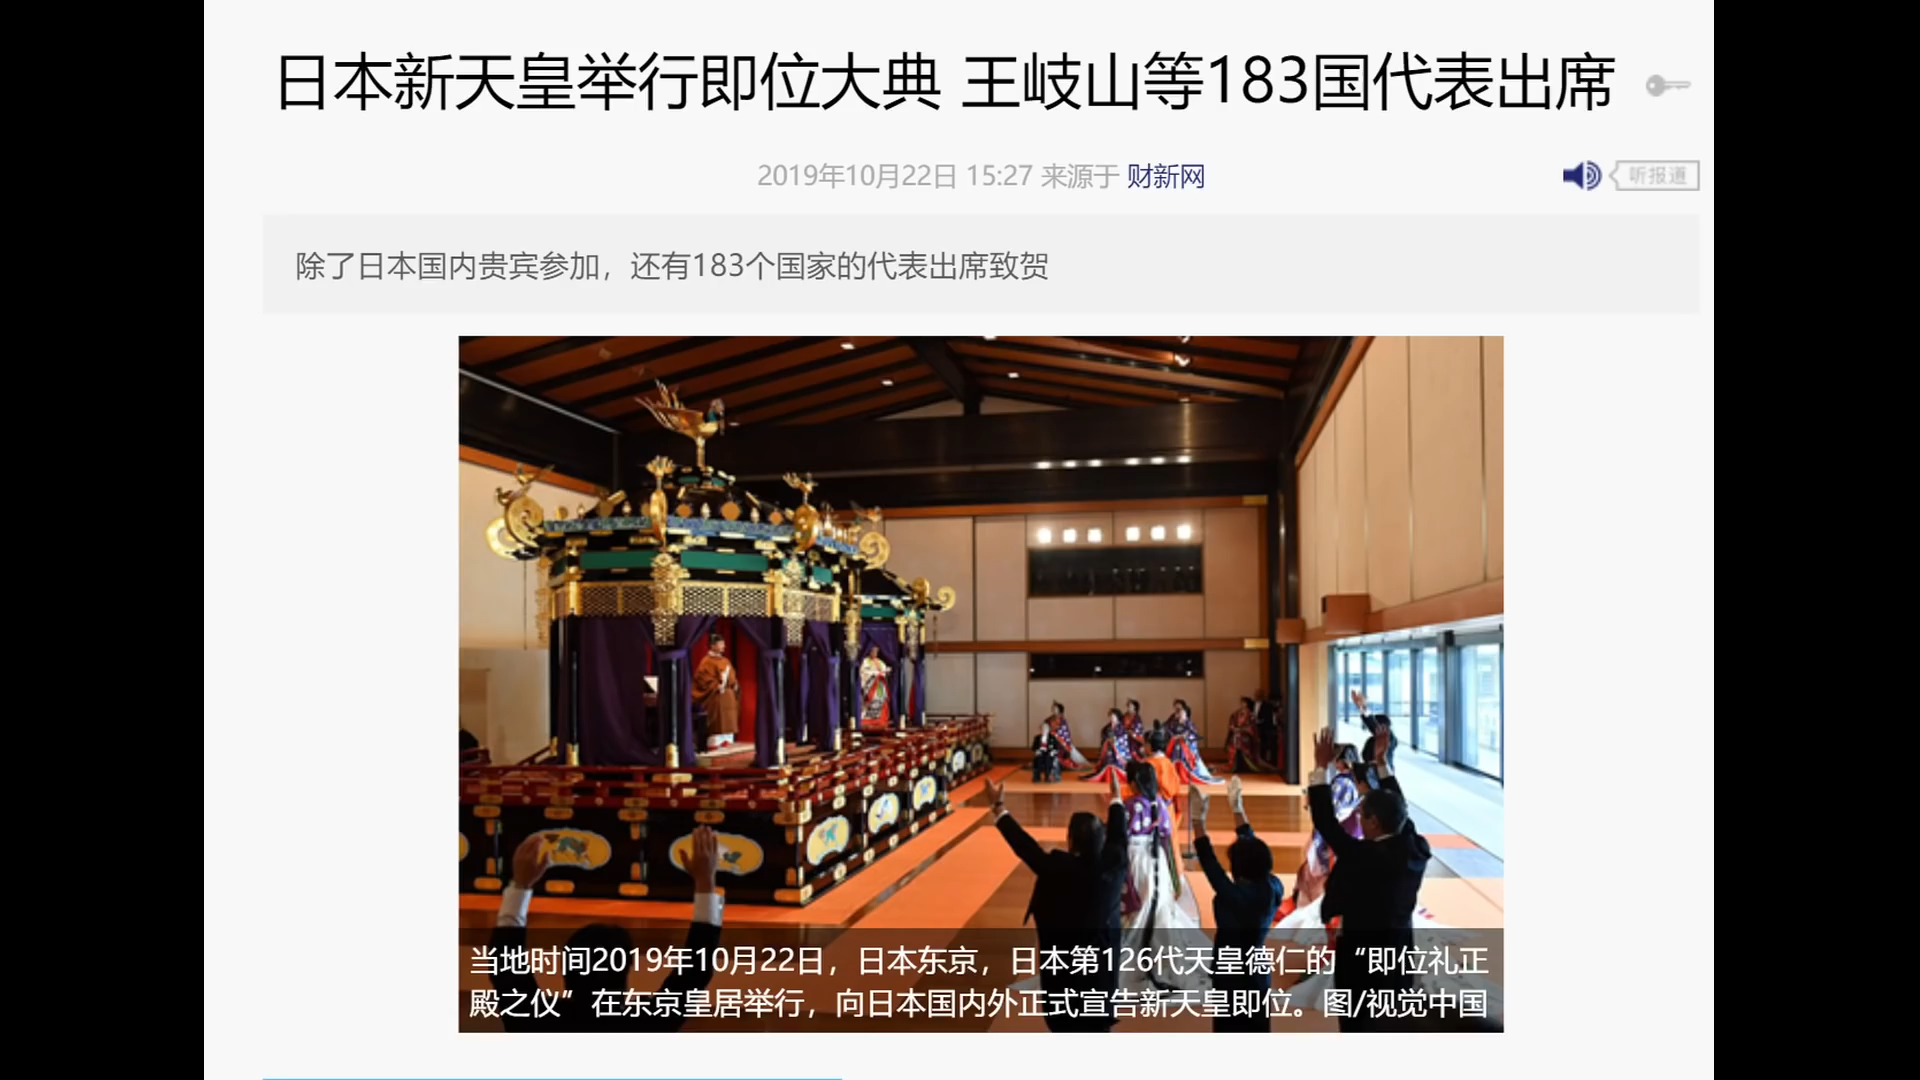 日本新天皇举行即位大典 王岐山等183国代表出席
2019年10月22日 15:27 来源于 财新网
听报道
除了日本国内贵宾参加，还有183个国家的代表出席致贺
当地时间2019年10月22日，日本东京，日本第126代天皇德仁的“即位礼正
殿之仪”在东京皇居举行，向日本国内外正式宣告新天皇即位。图/视觉中国